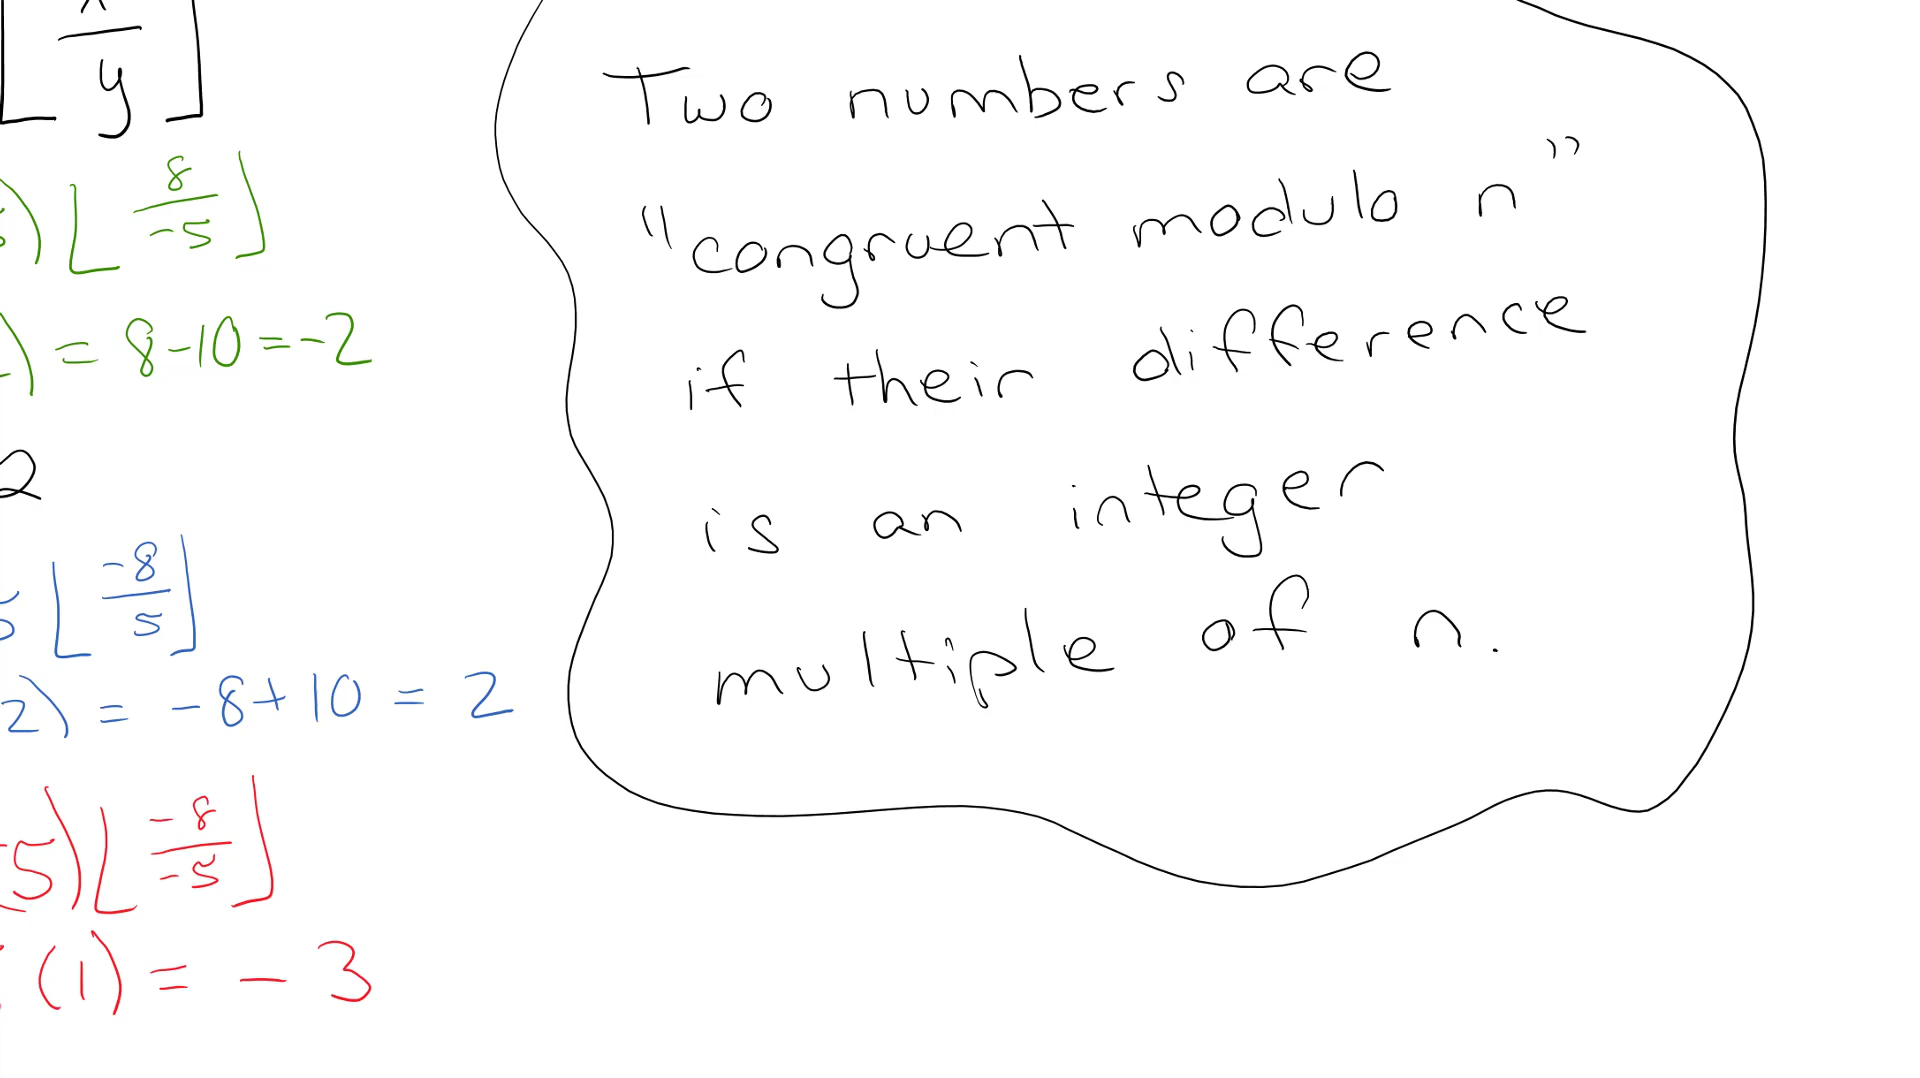 y
Two numbers are
"congruent modulo n"
if their difference
is an integer
multiple of n.
) ⌊8/-5⌋
) = 8-10 = -2
2
5 ⌊-8/5⌋
2) = -8+10 = 2
-5) ⌊-8/-5⌋
(1) = -3